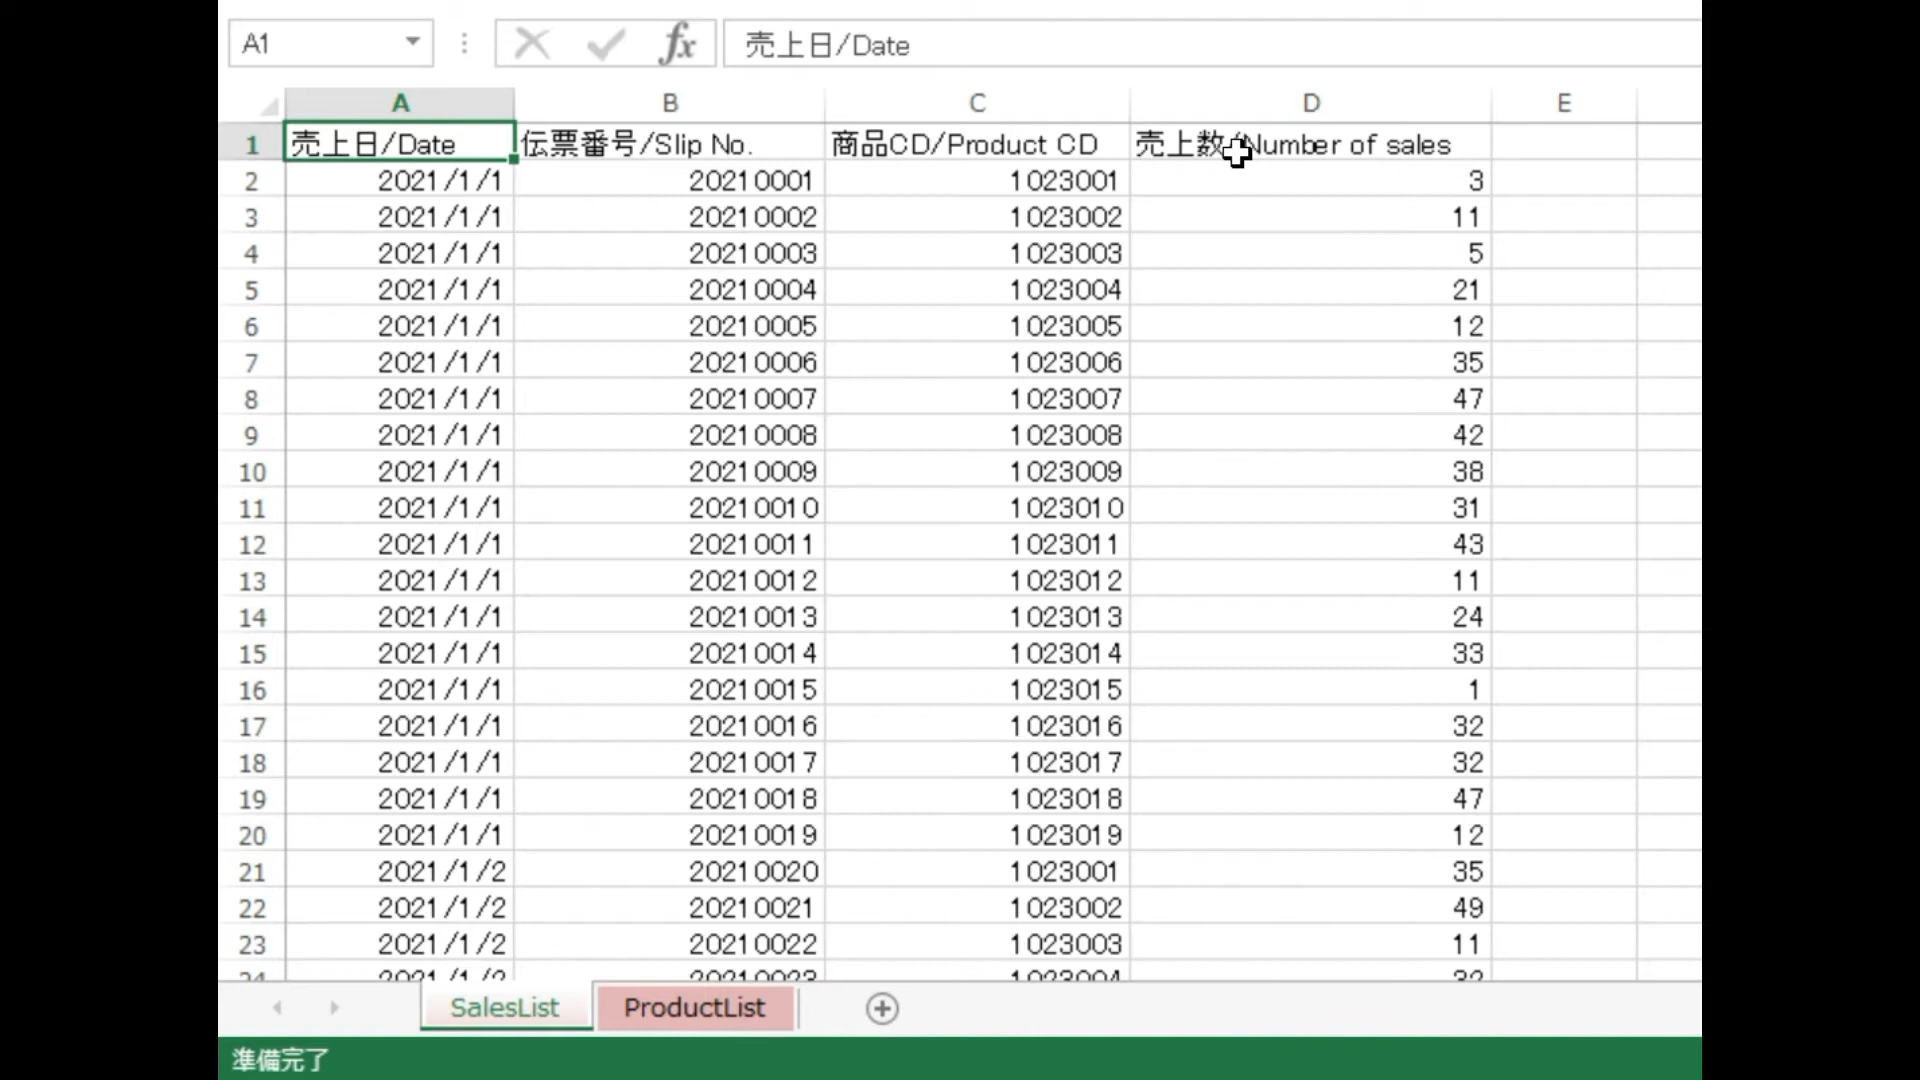 A1 fx 売上日/Date
A B C D E
1 売上日/Date 伝票番号/Slip No. 商品CD/Product CD 売上数/Number of sales
2 2021/1/1 20210001 1023001 3
3 2021/1/1 20210002 1023002 11
4 2021/1/1 20210003 1023003 5
5 2021/1/1 20210004 1023004 21
6 2021/1/1 20210005 1023005 12
7 2021/1/1 20210006 1023006 35
8 2021/1/1 20210007 1023007 47
9 2021/1/1 20210008 1023008 42
10 2021/1/1 20210009 1023009 38
11 2021/1/1 20210010 1023010 31
12 2021/1/1 20210011 1023011 43
13 2021/1/1 20210012 1023012 11
14 2021/1/1 20210013 1023013 24
15 2021/1/1 20210014 1023014 33
16 2021/1/1 20210015 1023015 1
17 2021/1/1 20210016 1023016 32
18 2021/1/1 20210017 1023017 32
19 2021/1/1 20210018 1023018 47
20 2021/1/1 20210019 1023019 12
21 2021/1/2 20210020 1023001 35
22 2021/1/2 20210021 1023002 49
23 2021/1/2 20210022 1023003 11
24 2021/1/2 20210023 1023004
SalesList ProductList
準備完了